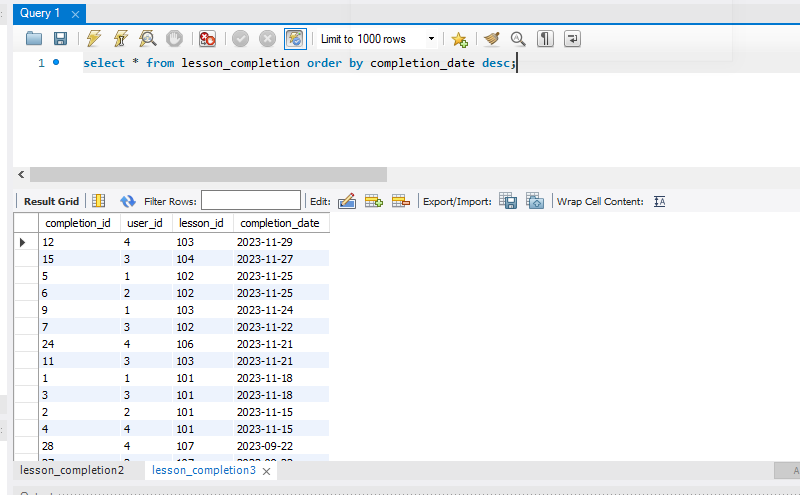 Query 1
Limit to 1000 rows
1 select * from lesson_completion order by completion_date desc;
Result Grid Filter Rows: Edit: Export/Import: Wrap Cell Content:
completion_id user_id lesson_id completion_date
12 4 103 2023-11-29
15 3 104 2023-11-27
5 1 102 2023-11-25
6 2 102 2023-11-25
9 1 103 2023-11-24
7 3 102 2023-11-22
24 4 106 2023-11-21
11 3 103 2023-11-21
1 1 101 2023-11-18
3 3 101 2023-11-18
2 2 101 2023-11-15
4 4 101 2023-11-15
28 4 107 2023-09-22
lesson_completion2 lesson_completion3 A